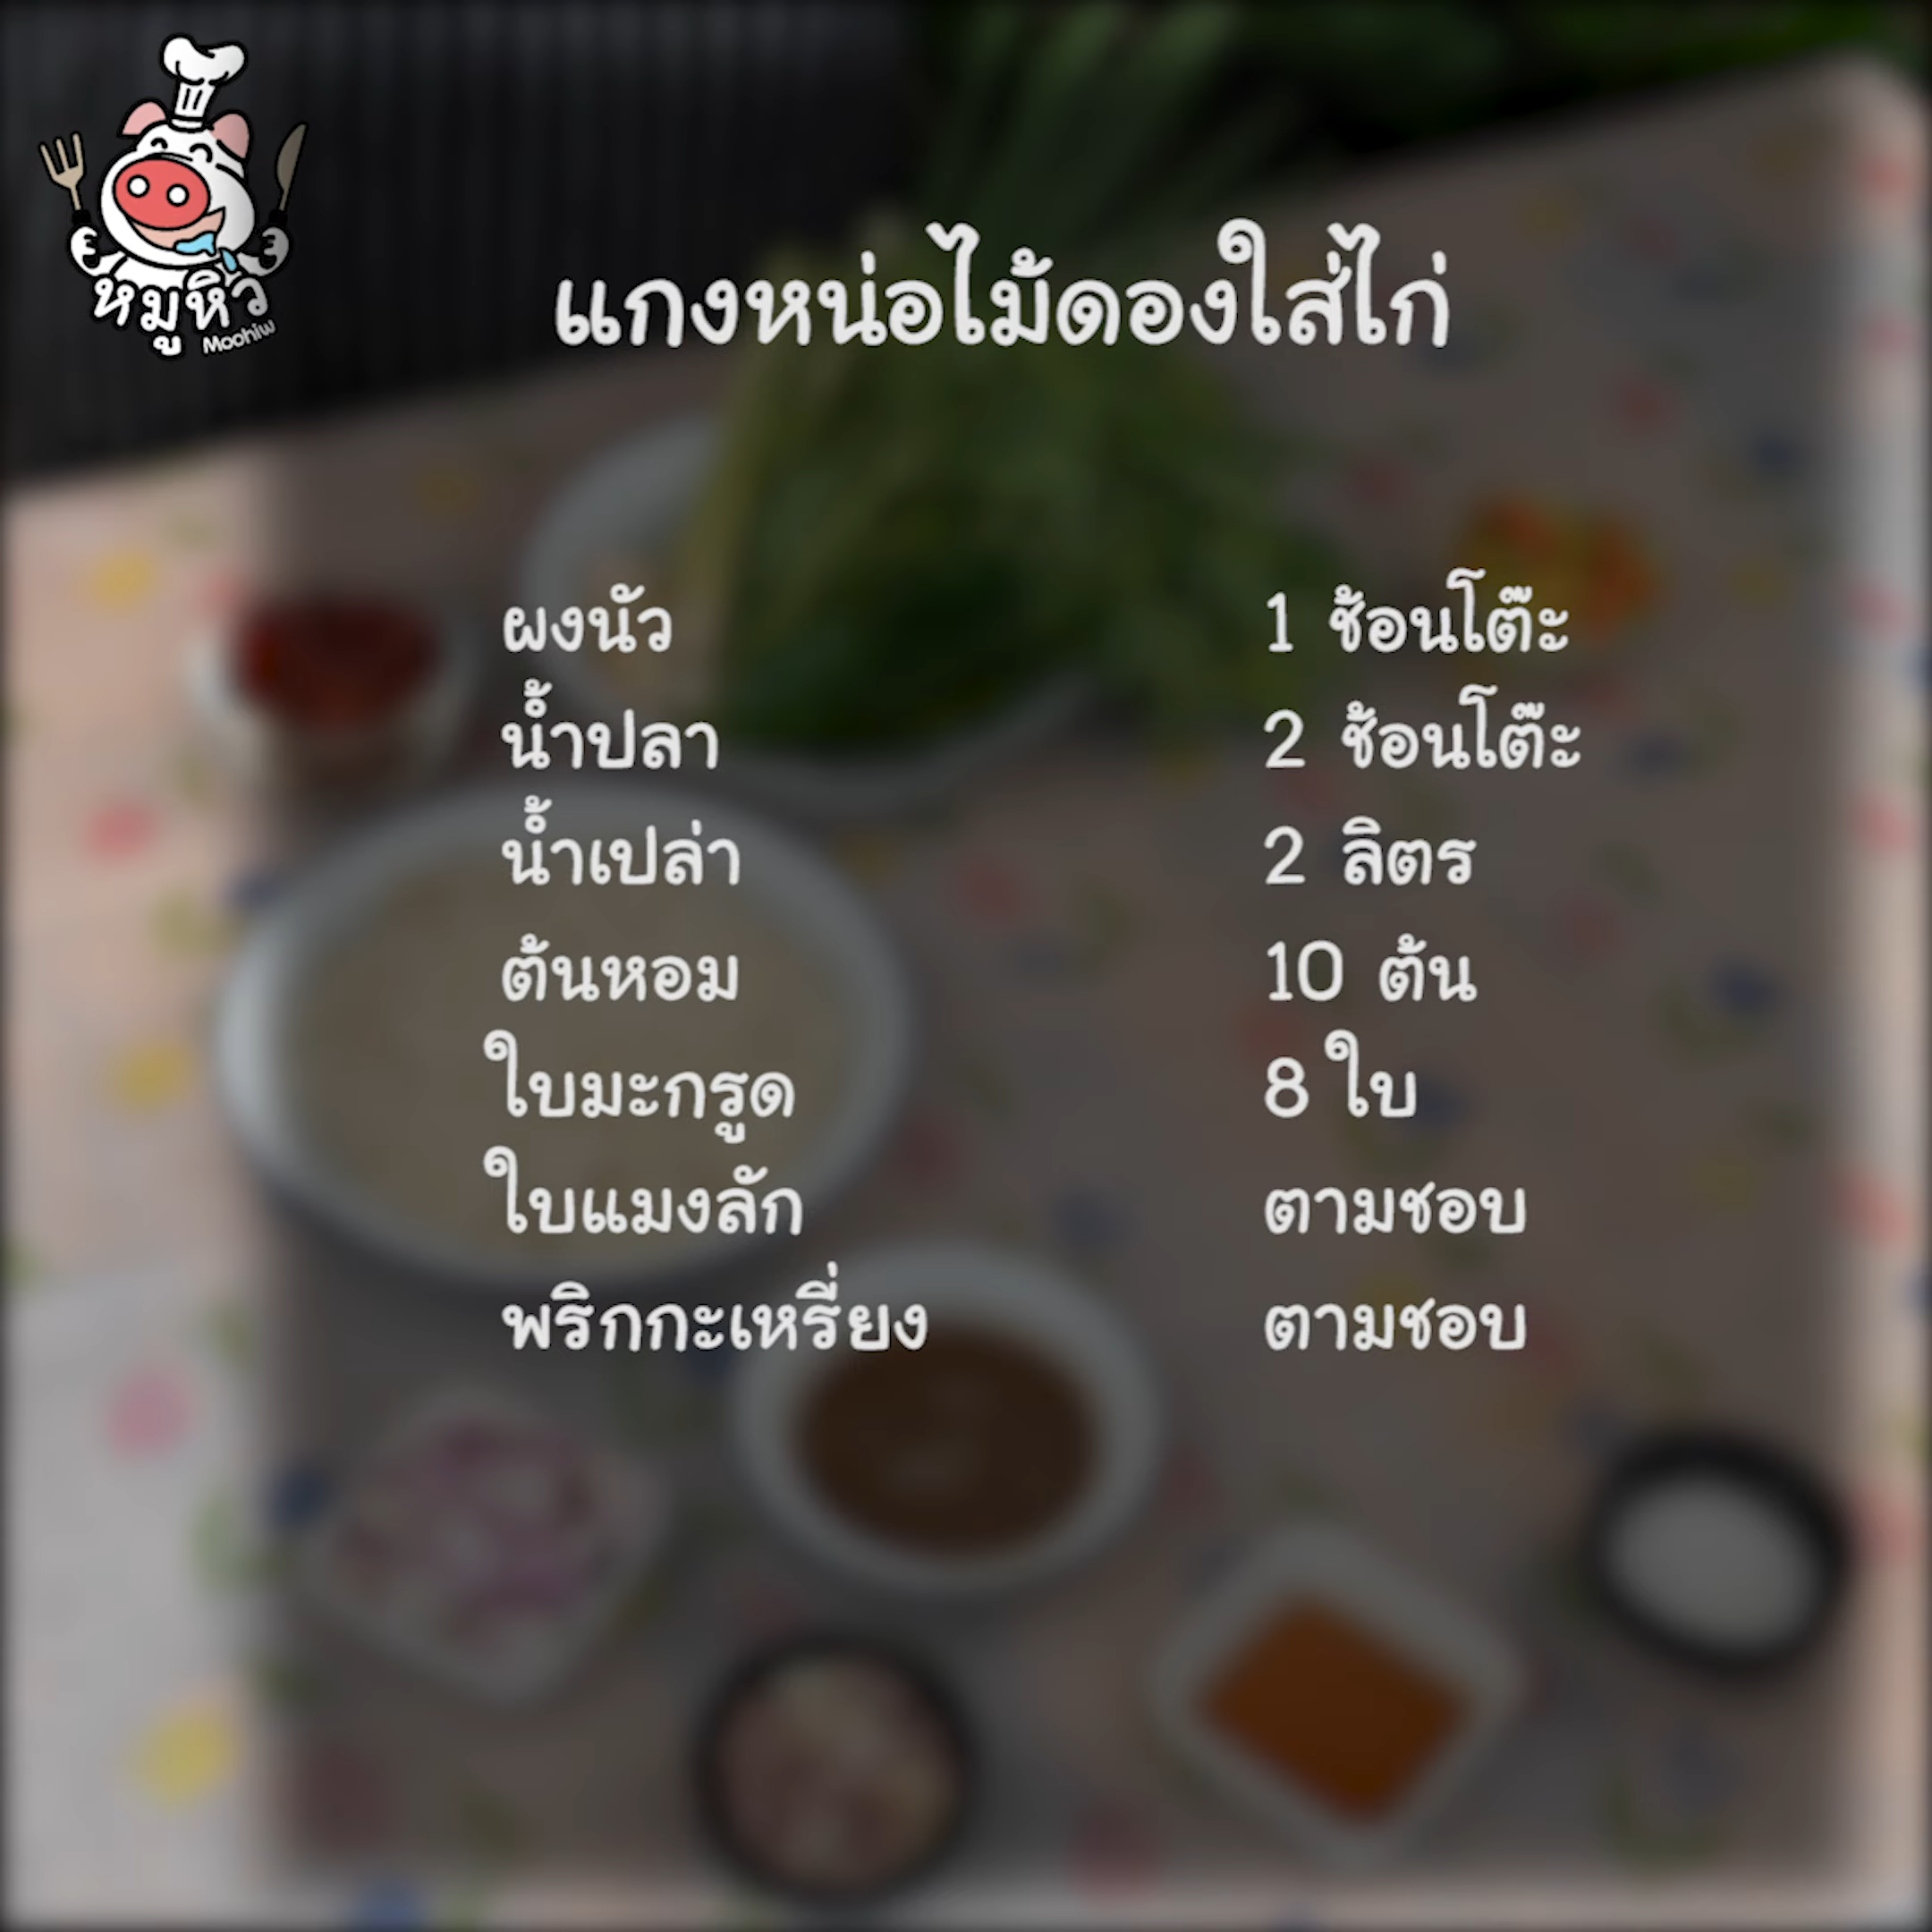 หมูหิว
Moohiw
แกงหน่อไม้ดองใส่ไก่
ผงนัว 1 ช้อนโต๊ะ
น้ำปลา 2 ช้อนโต๊ะ
น้ำเปล่า 2 ลิตร
ต้นหอม 10 ต้น
ใบมะกรูด 8 ใบ
ใบแมงลัก ตามชอบ
พริกกะเหรี่ยง ตามชอบ